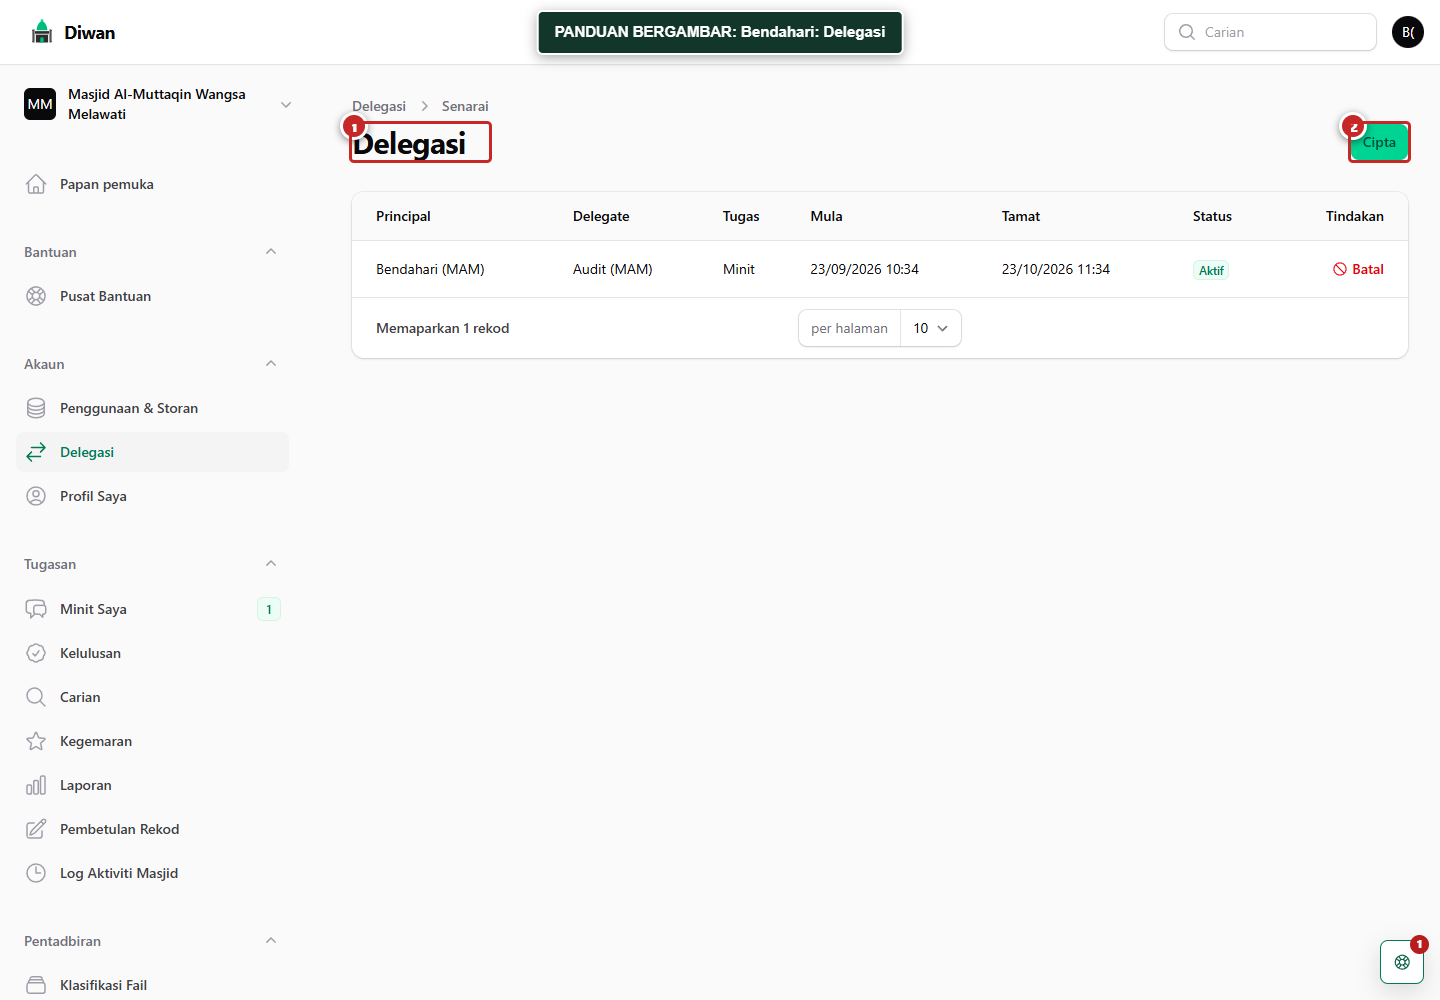 Diwan
PANDUAN BERGAMBAR: Bendahari: Delegasi
Carian
B(
MM
Masjid Al-Muttaqin Wangsa
Melawati
Papan pemuka
Bantuan
Pusat Bantuan
Akaun
Penggunaan & Storan
Delegasi
Profil Saya
Tugasan
Minit Saya
1
Kelulusan
Carian
Kegemaran
Laporan
Pembetulan Rekod
Log Aktiviti Masjid
Pentadbiran
Klasifikasi Fail
Delegasi
Senarai
1
Delegasi
2
Cipta
Principal Delegate Tugas Mula Tamat Status Tindakan
Bendahari (MAM) Audit (MAM) Minit 23/09/2026 10:34 23/10/2026 11:34 Aktif Batal
Memaparkan 1 rekod
per halaman 10
1